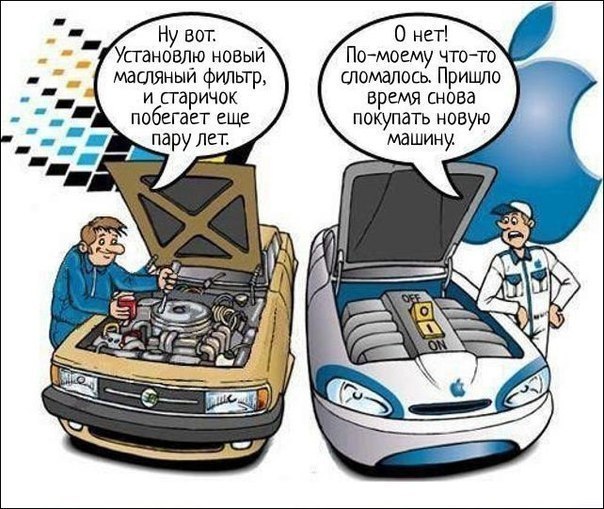 Ну вот.
Установлю новый
масляный фильтр,
и старичок
побегает еще
пару лет.
О нет!
По-моему что-то
сломалось. Пришло
время снова
покупать новую
машину.
OFF
ON